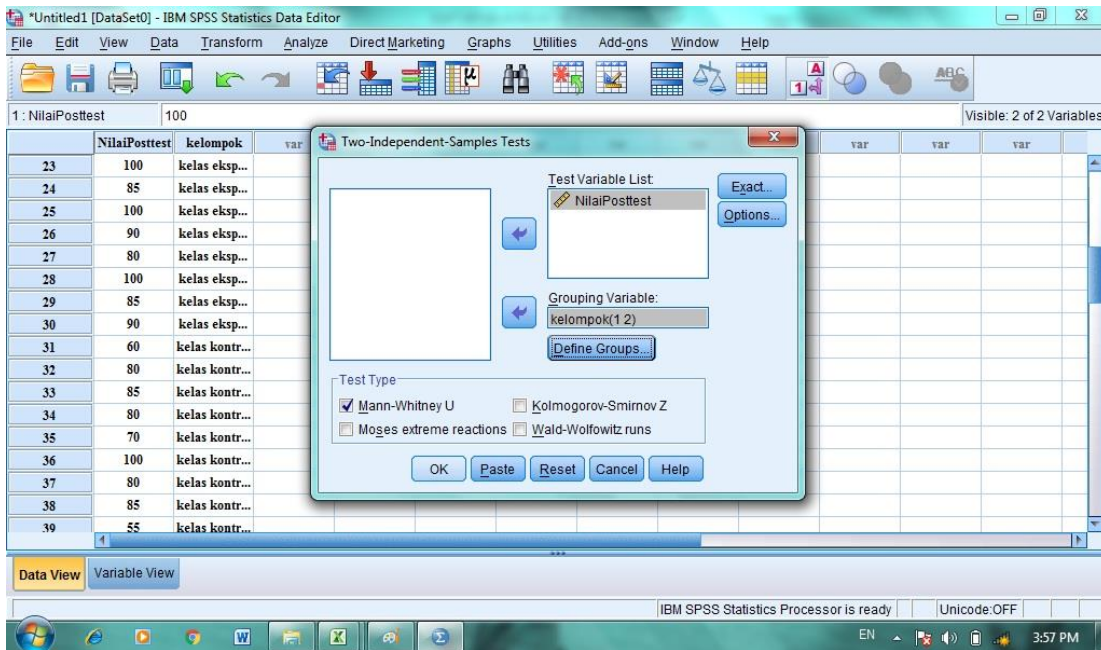 *Untitled1 [DataSet0] - IBM SPSS Statistics Data Editor
File Edit View Data Transform Analyze Direct Marketing Graphs Utilities Add-ons Window Help
1 : NilaiPosttest 100 Visible: 2 of 2 Variables
NilaiPosttest kelompok var var var var
23 100 kelas eksp...
24 85 kelas eksp...
25 100 kelas eksp...
26 90 kelas eksp...
27 80 kelas eksp...
28 100 kelas eksp...
29 85 kelas eksp...
30 90 kelas eksp...
31 60 kelas kontr...
32 80 kelas kontr...
33 85 kelas kontr...
34 80 kelas kontr...
35 70 kelas kontr...
36 100 kelas kontr...
37 80 kelas kontr...
38 85 kelas kontr...
39 55 kelas kontr...
Two-Independent-Samples Tests
Test Variable List:
NilaiPosttest
Exact...
Options...
Grouping Variable:
kelompok(1 2)
Define Groups...
Test Type
Mann-Whitney U Kolmogorov-Smirnov Z
Moses extreme reactions Wald-Wolfowitz runs
OK Paste Reset Cancel Help
Data View Variable View
IBM SPSS Statistics Processor is ready Unicode:OFF
EN 3:57 PM